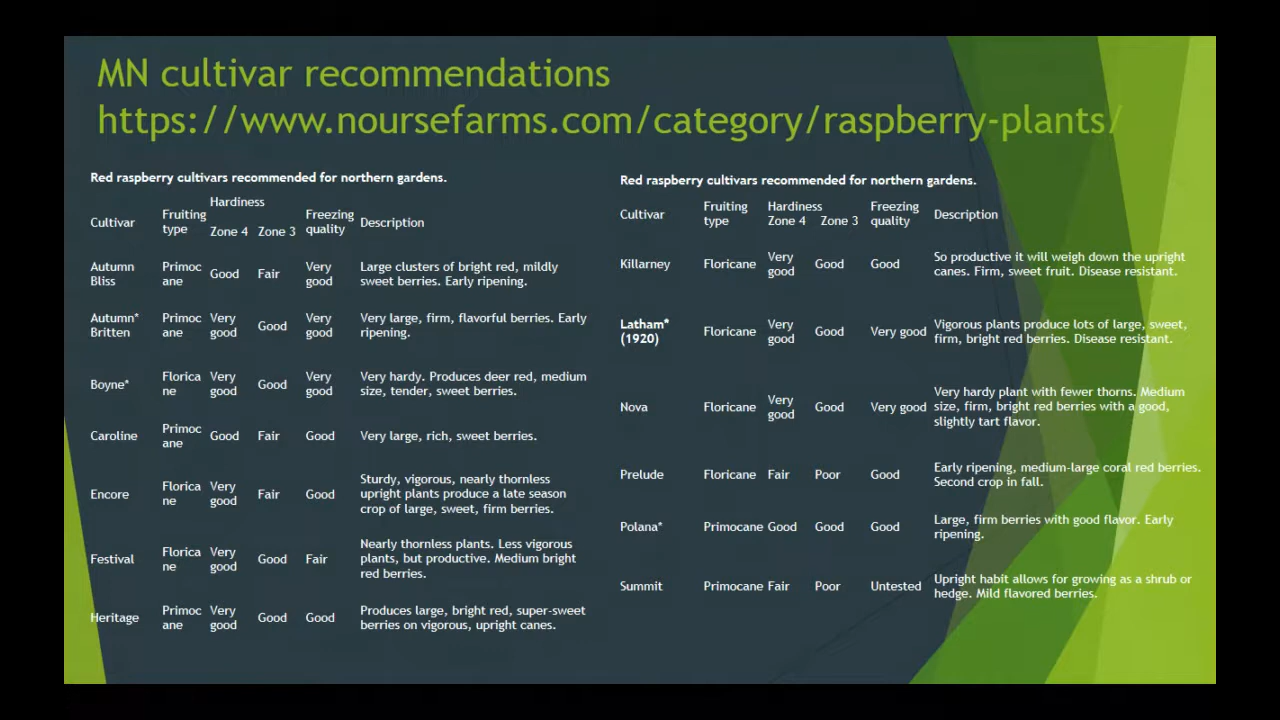 MN cultivar recommendations
https://www.noursefarms.com/category/raspberry-plants/
Red raspberry cultivars recommended for northern gardens.
Cultivar Fruiting type Hardiness Zone 4 Zone 3 Freezing quality Description
Autumn Bliss Primoc ane Good Fair Very good Large clusters of bright red, mildly sweet berries. Early ripening.
Autumn* Britten Primoc ane Very good Good Very good Very large, firm, flavorful berries. Early ripening.
Boyne* Florica ne Very good Good Very good Very hardy. Produces deer red, medium size, tender, sweet berries.
Caroline Primoc ane Good Fair Good Very large, rich, sweet berries.
Encore Florica ne Very good Fair Good Sturdy, vigorous, nearly thornless upright plants produce a late season crop of large, sweet, firm berries.
Festival Florica ne Very good Good Fair Nearly thornless plants. Less vigorous plants, but productive. Medium bright red berries.
Heritage Primoc ane Very good Good Good Produces large, bright red, super-sweet berries on vigorous, upright canes.
Red raspberry cultivars recommended for northern gardens.
Cultivar Fruiting type Hardiness Zone 4 Zone 3 Freezing quality Description
Killarney Floricane Very good Good Good So productive it will weigh down the upright canes. Firm, sweet fruit. Disease resistant.
Latham* (1920) Floricane Very good Good Very good Vigorous plants produce lots of large, sweet, firm, bright red berries. Disease resistant.
Nova Floricane Very good Good Very good Very hardy plant with fewer thorns. Medium size, firm, bright red berries with a good, slightly tart flavor.
Prelude Floricane Fair Poor Good Early ripening, medium-large coral red berries. Second crop in fall.
Polana* Primocane Good Good Good Large, firm berries with good flavor. Early ripening.
Summit Primocane Fair Poor Untested Upright habit allows for growing as a shrub or hedge. Mild flavored berries.